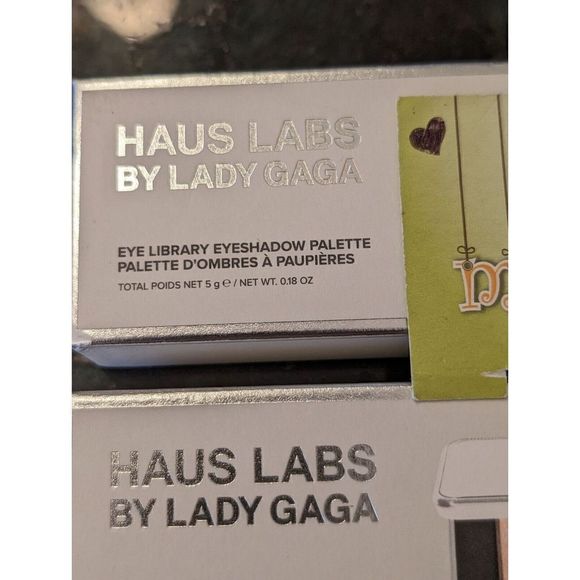 HAUS LABS
BY LADY GAGA
EYE LIBRARY EYESHADOW PALETTE
PALETTE D'OMBRES À PAUPIÈRES
TOTAL POIDS NET 5 g ℮ / NET WT. 0.18 OZ
HAUS LABS
BY LADY GAGA